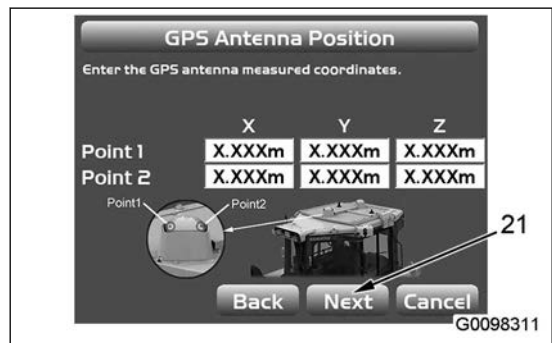 GPS Antenna Position
Enter the GPS antenna measured coordinates.
X Y Z
Point 1 X.XXXm X.XXXm X.XXXm
Point 2 X.XXXm X.XXXm X.XXXm
Point1 Point2
21
Back Next Cancel
G0098311